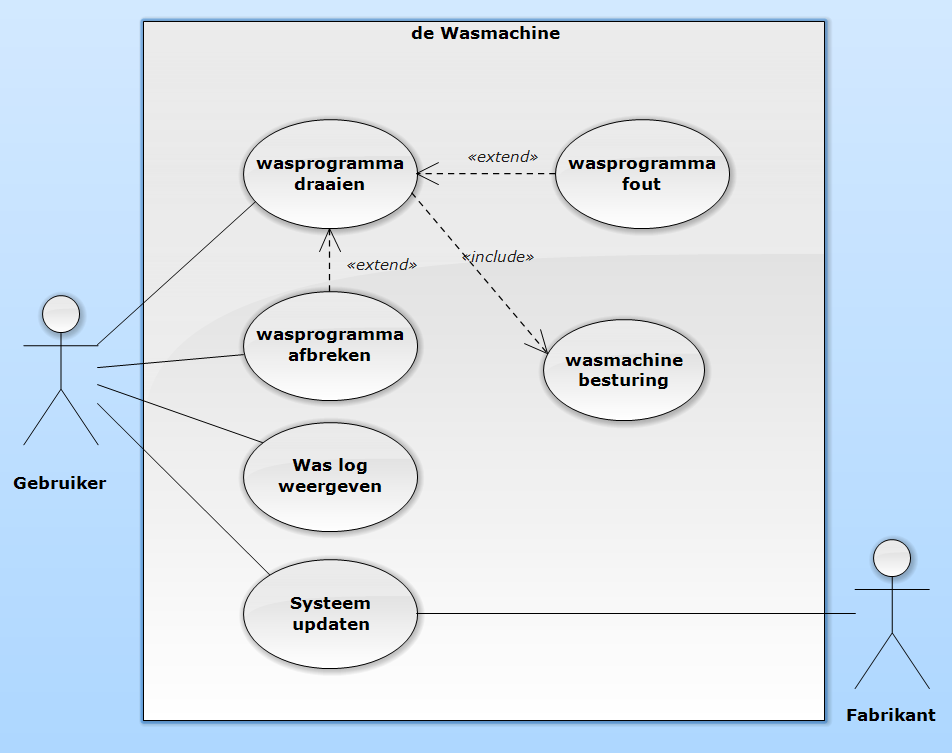 de Wasmachine
wasprogramma
draaien
«extend»
wasprogramma
fout
«include»
«extend»
wasprogramma
afbreken
wasmachine
besturing
Was log
weergeven
Gebruiker
Systeem
updaten
Fabrikant